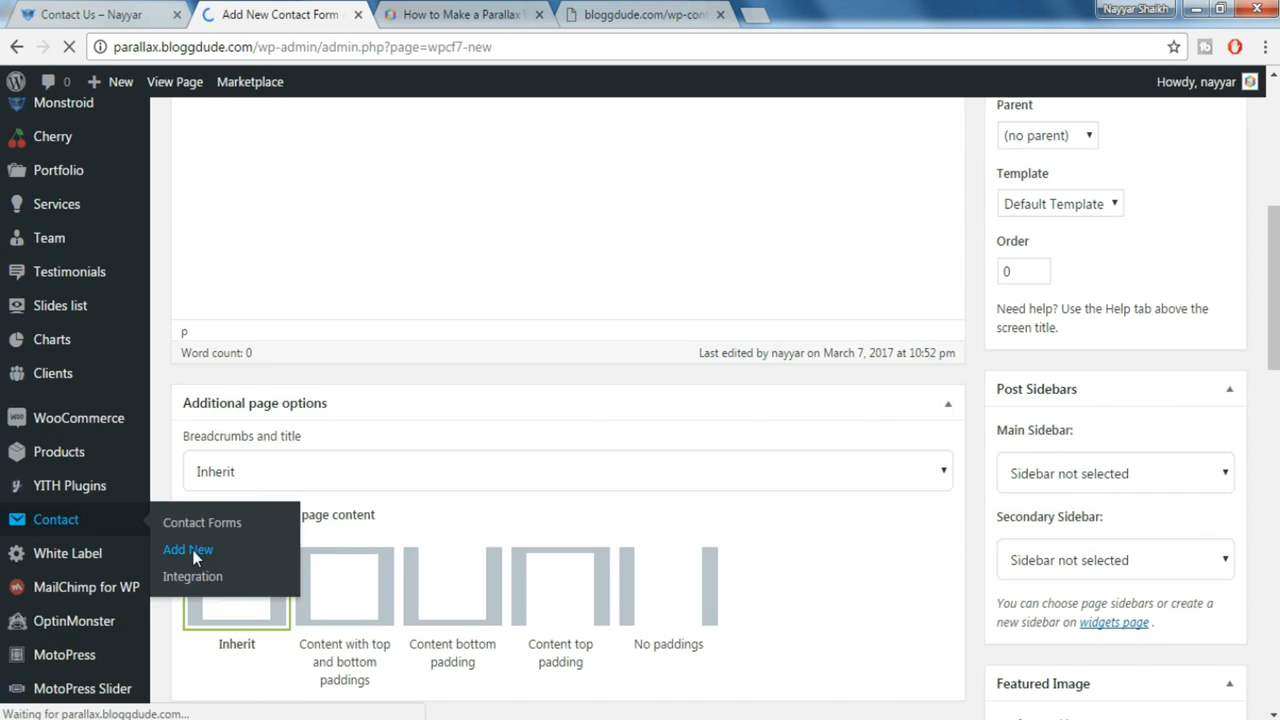 Contact Us – Nayyar
Add New Contact Form
How to Make a Parallax
bloggdude.com/wp-con
Nayyar Shaikh
parallax.bloggdude.com/wp-admin/admin.php?page=wpcf7-new
0
New
View Page
Marketplace
Howdy, nayyar
Monstroid
Cherry
Portfolio
Services
Team
Testimonials
Slides list
Charts
Clients
WooCommerce
Products
YITH Plugins
Contact
White Label
MailChimp for WP
OptinMonster
MotoPress
MotoPress Slider
Contact Forms
Add New
Integration
p
Word count: 0
Last edited by nayyar on March 7, 2017 at 10:52 pm
Additional page options
Breadcrumbs and title
Inherit
page content
Inherit
Content with top
and bottom
paddings
Content bottom
padding
Content top
padding
No paddings
Parent
(no parent)
Template
Default Template
Order
0
Need help? Use the Help tab above the
screen title.
Post Sidebars
Main Sidebar:
Sidebar not selected
Secondary Sidebar:
Sidebar not selected
You can choose page sidebars or create a
new sidebar on widgets page .
Featured Image
Waiting for parallax.bloggdude.com...